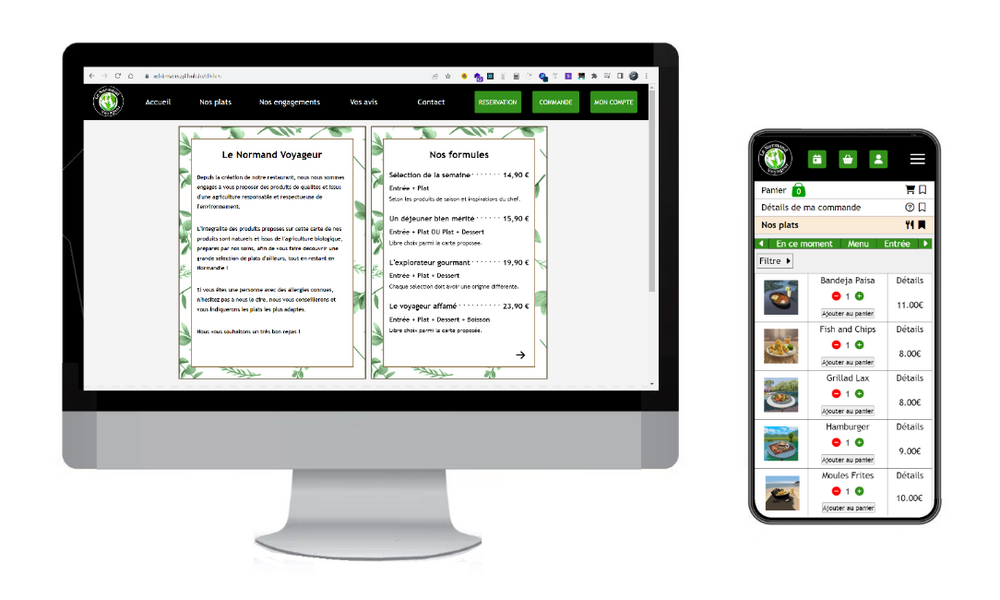 Accueil
Nos plats
Nos engagements
Vos avis
Contact
RESERVATION
COMMANDE
MON COMPTE
Le Normand Voyageur
Depuis la création de notre restaurant, nous nous sommes
engagés à vous proposer des produits de qualités et issus
d'une agriculture responsable et respectueuse de
l'environnement.
L'integralité des produits proposés sur cette carte de nos
produits sont naturels et issus de l'agriculture biologique,
préparés par nos soins, afin de vous faire découvrir une
grande selection de plats d'ailleurs, tout en restant en
Normandie !
Si vous êtes une personne avec des allergies connues,
n'hésitez pas à nous le dire, nous vous conseillerons et
vous indiquerons les plats les plus adaptés.
Nous vous souhaitons un très bon repas !
Nos formules
Sélection de la semaine ······· 14,90 €
Entrée + Plat
Selon les produits de saison et inspirations du chef.
Un déjeuner bien mérité ······ 15,90 €
Entrée + Plat OU Plat + Dessert
Libre choix parmi la carte proposée.
L'explorateur gourmant ······· 19,90 €
Entrée + Plat + Dessert
Chaque sélection doit avoir une origine différente.
Le voyageur affamé ·········· 23,90 €
Entrée + Plat + Dessert + Boisson
Libre choix parmi la carte proposée.
Le Normand
Voyageur
Panier 0
Détails de ma commande
Nos plats
En ce moment Menu Entrée
Filtre
Bandeja Paisa Détails
1
11.00€
Ajouter au panier
Fish and Chips Détails
1
8.00€
Ajouter au panier
Grillad Lax Détails
1
8.00€
Ajouter au panier
Hamburger Détails
1
9.00€
Ajouter au panier
Moules Frites Détails
1
10.00€
Ajouter au panier